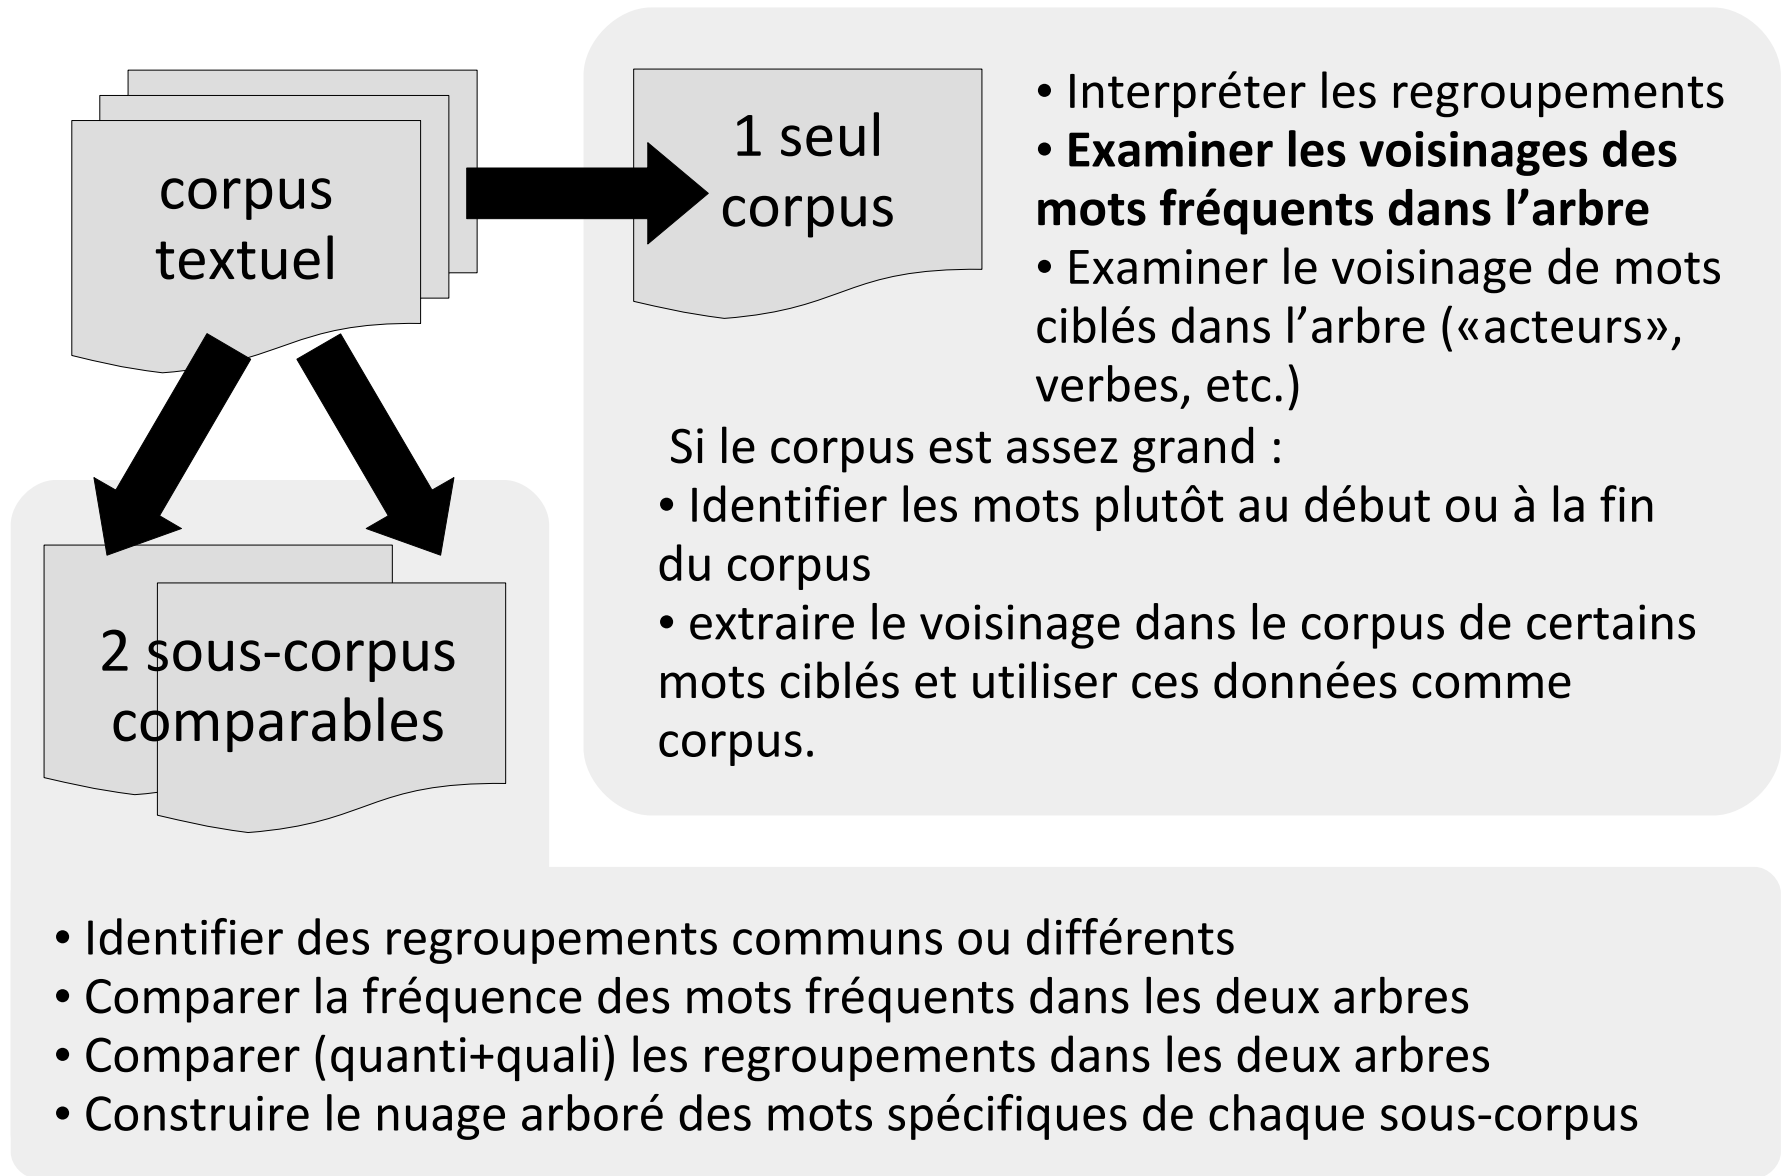 corpus
textuel
1 seul
corpus
• Interpréter les regroupements
• Examiner les voisinages des
mots fréquents dans l’arbre
• Examiner le voisinage de mots
ciblés dans l’arbre («acteurs»,
verbes, etc.)
Si le corpus est assez grand :
• Identifier les mots plutôt au début ou à la fin
du corpus
• extraire le voisinage dans le corpus de certains
mots ciblés et utiliser ces données comme
corpus.
2 sous-corpus
comparables
• Identifier des regroupements communs ou différents
• Comparer la fréquence des mots fréquents dans les deux arbres
• Comparer (quanti+quali) les regroupements dans les deux arbres
• Construire le nuage arboré des mots spécifiques de chaque sous-corpus